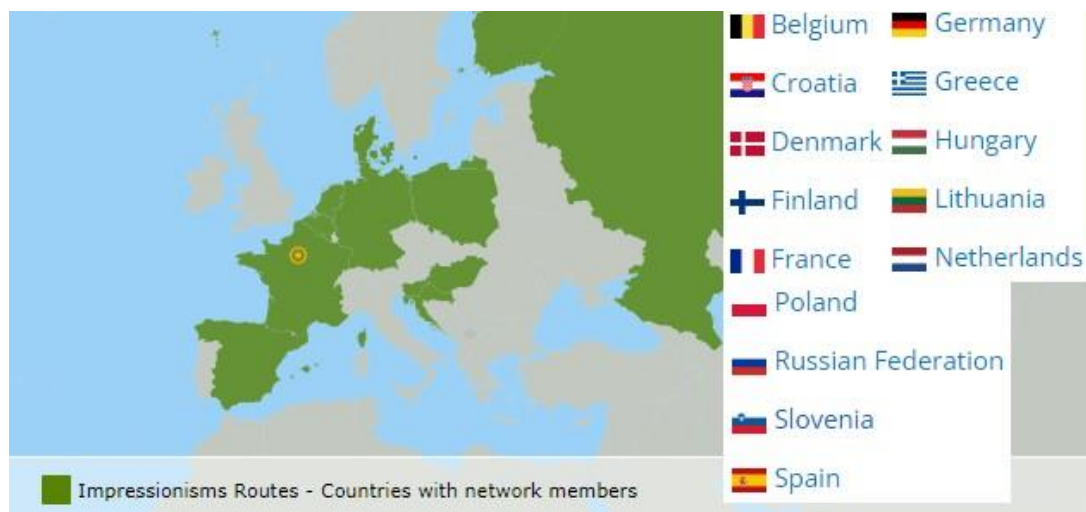 Belgium Germany
Croatia Greece
Denmark Hungary
Finland Lithuania
France Netherlands
Poland
Russian Federation
Slovenia
Spain
Impressionisms Routes - Countries with network members